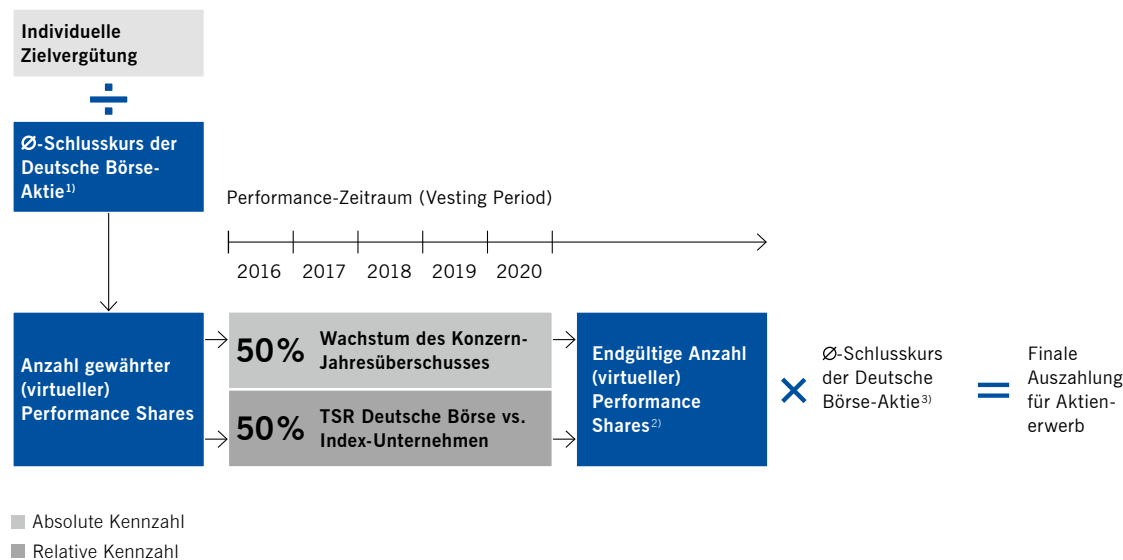 Individuelle
Zielvergütung
÷
Ø-Schlusskurs der
Deutsche Börse-
Aktie¹⁾
Performance-Zeitraum (Vesting Period)
2016 2017 2018 2019 2020
Anzahl gewährter
(virtueller)
Performance Shares
50% Wachstum des Konzern-
Jahresüberschusses
50% TSR Deutsche Börse vs.
Index-Unternehmen
Endgültige Anzahl
(virtueller)
Performance
Shares²⁾
×
Ø-Schlusskurs
der Deutsche
Börse-Aktie³⁾
=
Finale
Auszahlung
für Aktien-
erwerb
Absolute Kennzahl
Relative Kennzahl